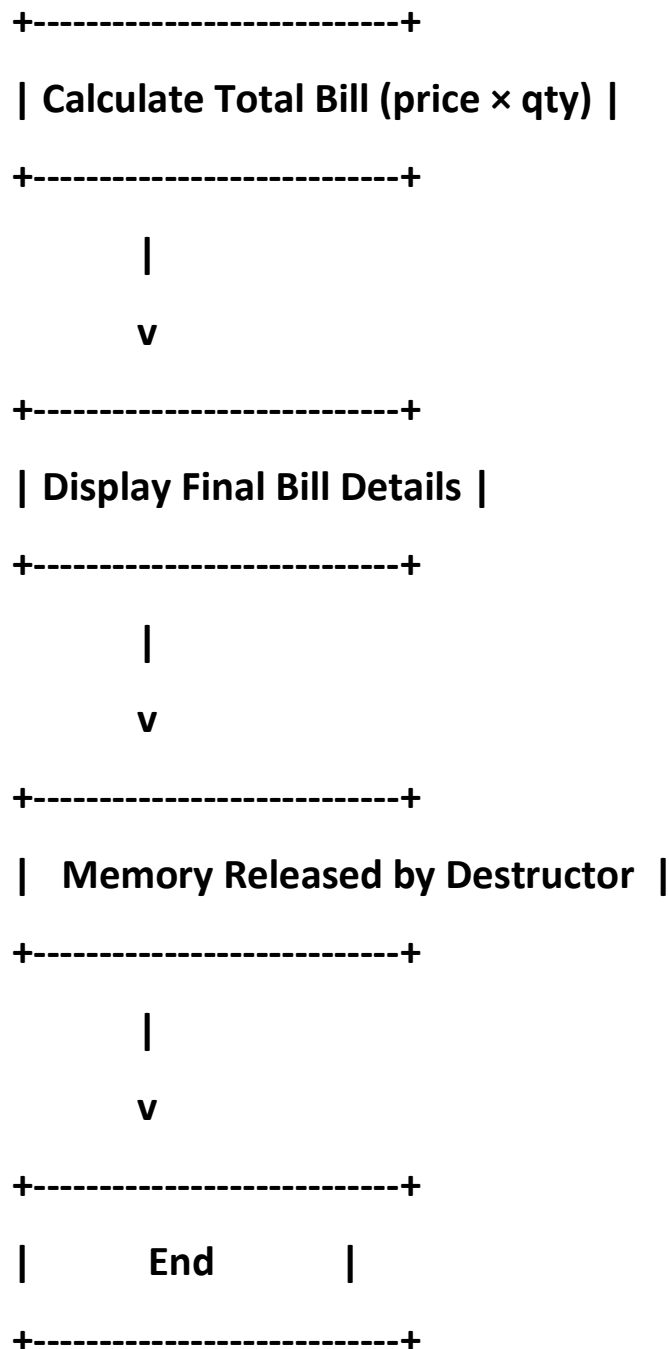 +----------------------------+
| Calculate Total Bill (price × qty) |
+----------------------------+
|
v
+----------------------------+
| Display Final Bill Details |
+----------------------------+
|
v
+----------------------------+
| Memory Released by Destructor |
+----------------------------+
|
v
+----------------------------+
| End |
+----------------------------+